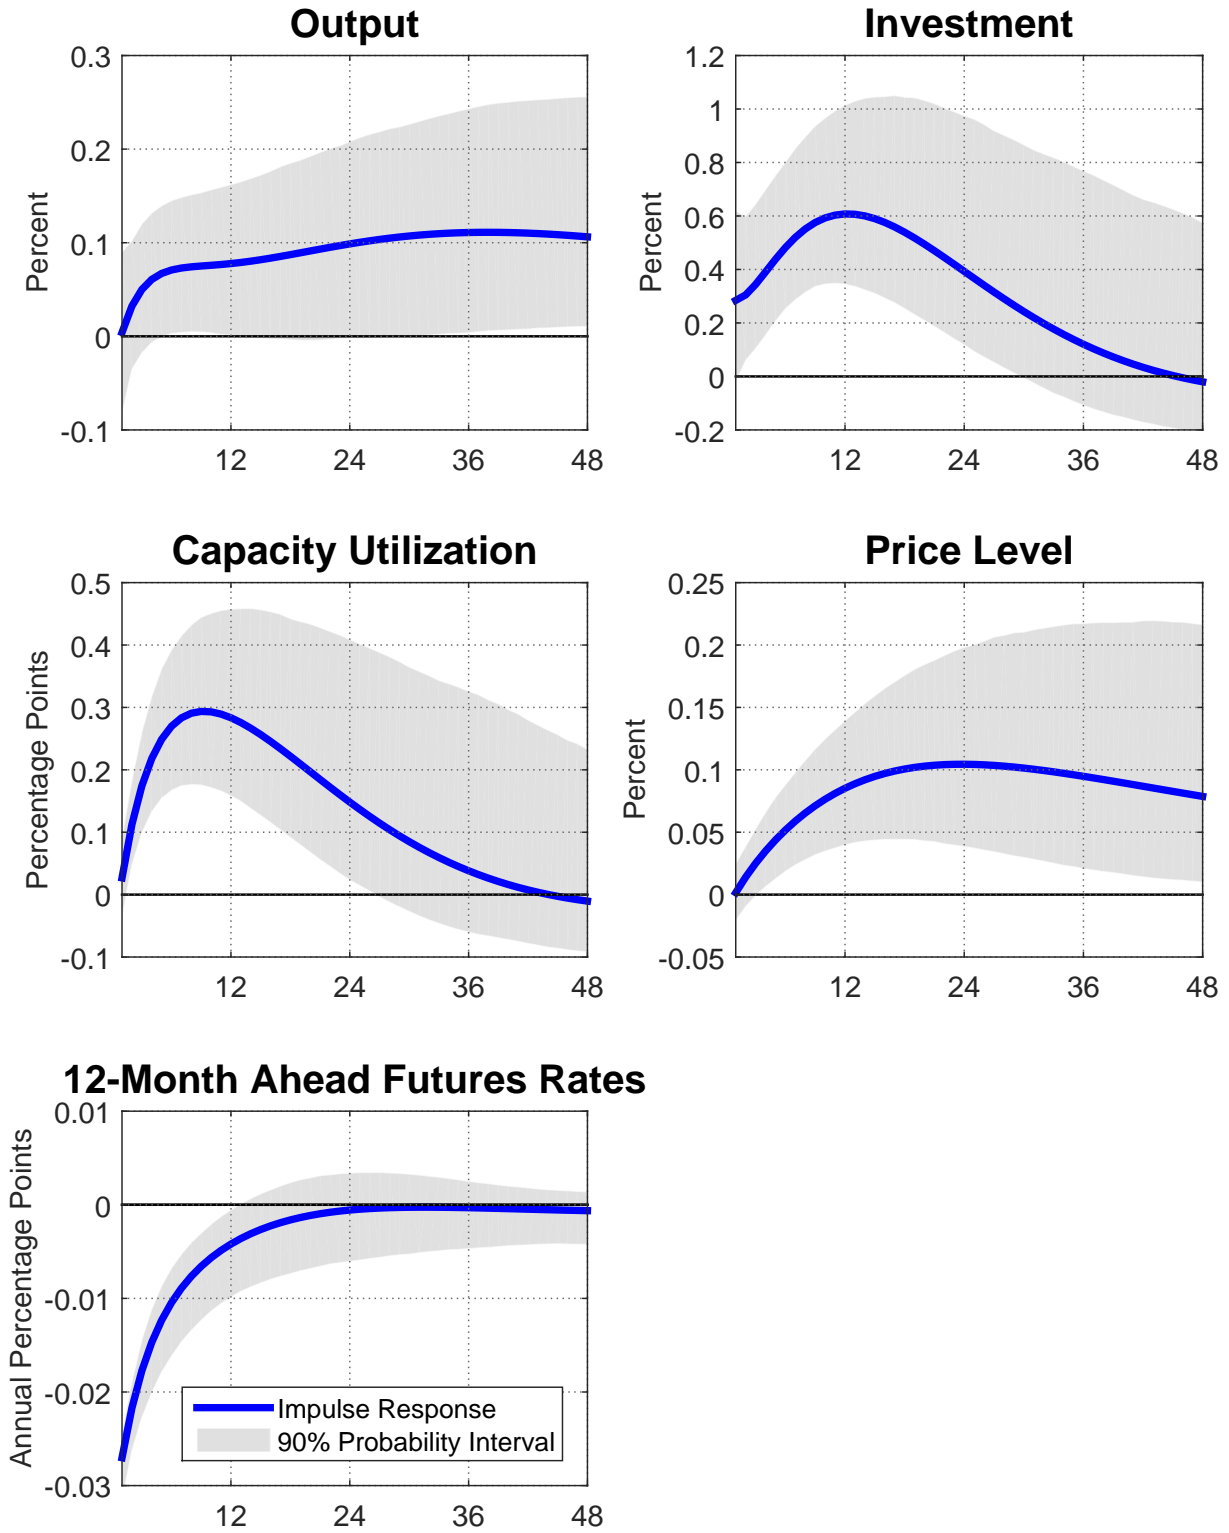 Output
Percent
0.3
0.2
0.1
0
-0.1
12 24 36 48
Investment
Percent
1.2
1
0.8
0.6
0.4
0.2
0
-0.2
12 24 36 48
Capacity Utilization
Percentage Points
0.5
0.4
0.3
0.2
0.1
0
-0.1
12 24 36 48
Price Level
Percent
0.25
0.2
0.15
0.1
0.05
0
-0.05
12 24 36 48
12-Month Ahead Futures Rates
Annual Percentage Points
0.01
0
-0.01
-0.02
-0.03
Impulse Response
90% Probability Interval
12 24 36 48